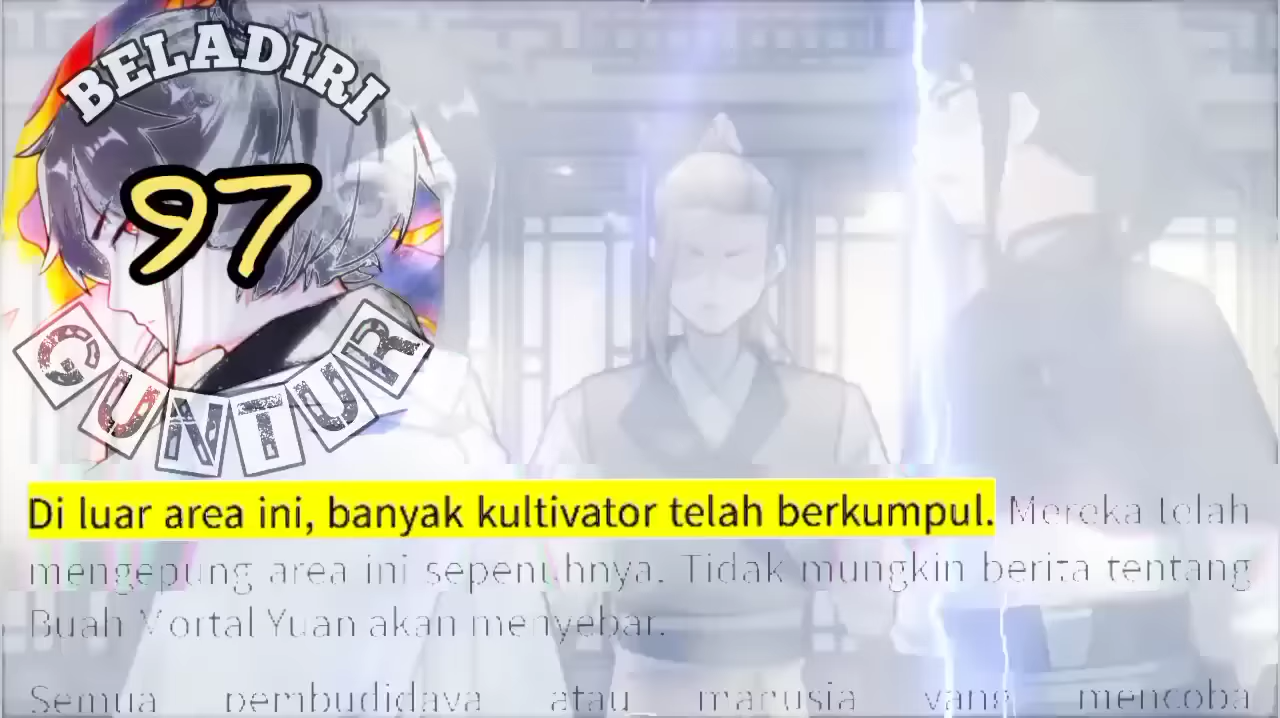 BELADIRI
97
GUNTUR
Di luar area ini, banyak kultivator telah berkumpul. Mereka telah
mengepung area ini sepenuhnya. Tidak mungkin berita tentang
Buah Mortal Yuan akan menyebar.
Semua pembudidaya atau manusia yang mencoba